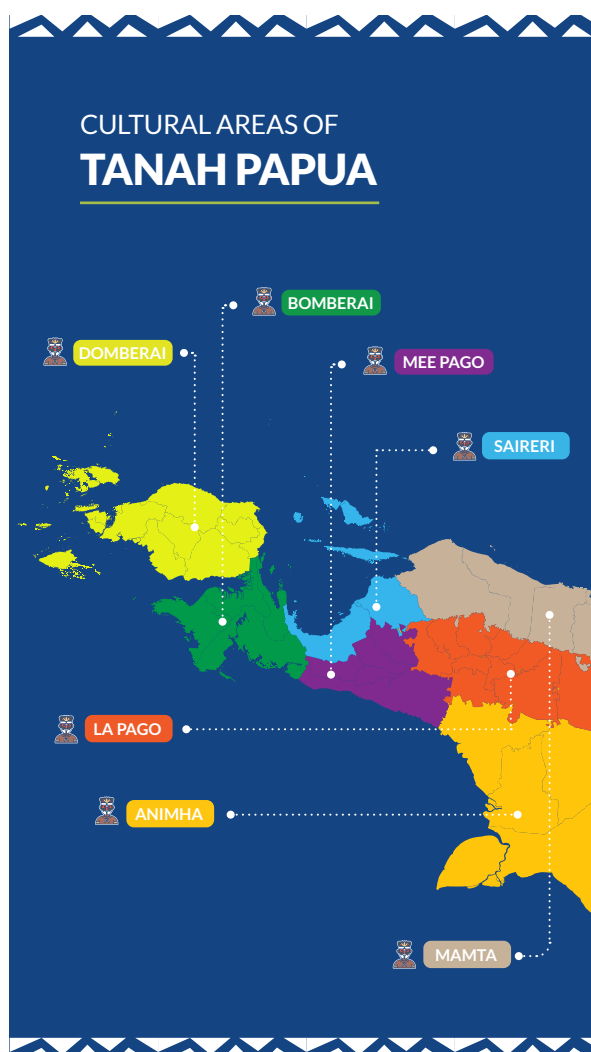 CULTURAL AREAS OF
TANAH PAPUA
BOMBERAI
DOMBERAI
MEE PAGO
SAIRERI
LA PAGO
ANIMHA
MAMTA